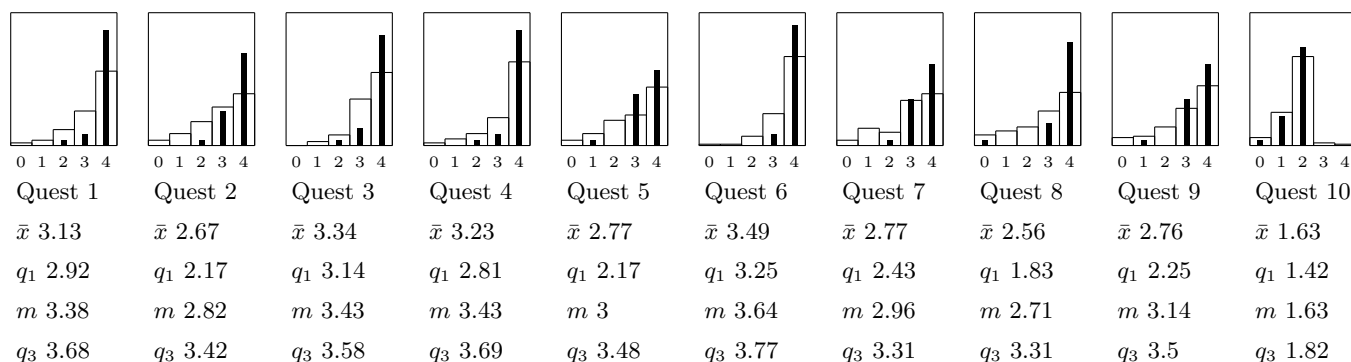 0 1 2 3 4 0 1 2 3 4 0 1 2 3 4 0 1 2 3 4 0 1 2 3 4 0 1 2 3 4 0 1 2 3 4 0 1 2 3 4 0 1 2 3 4 0 1 2 3 4
Quest 1 Quest 2 Quest 3 Quest 4 Quest 5 Quest 6 Quest 7 Quest 8 Quest 9 Quest 10
x̄ 3.13 x̄ 2.67 x̄ 3.34 x̄ 3.23 x̄ 2.77 x̄ 3.49 x̄ 2.77 x̄ 2.56 x̄ 2.76 x̄ 1.63
q₁ 2.92 q₁ 2.17 q₁ 3.14 q₁ 2.81 q₁ 2.17 q₁ 3.25 q₁ 2.43 q₁ 1.83 q₁ 2.25 q₁ 1.42
m 3.38 m 2.82 m 3.43 m 3.43 m 3 m 3.64 m 2.96 m 2.71 m 3.14 m 1.63
q₃ 3.68 q₃ 3.42 q₃ 3.58 q₃ 3.69 q₃ 3.48 q₃ 3.77 q₃ 3.31 q₃ 3.31 q₃ 3.5 q₃ 1.82